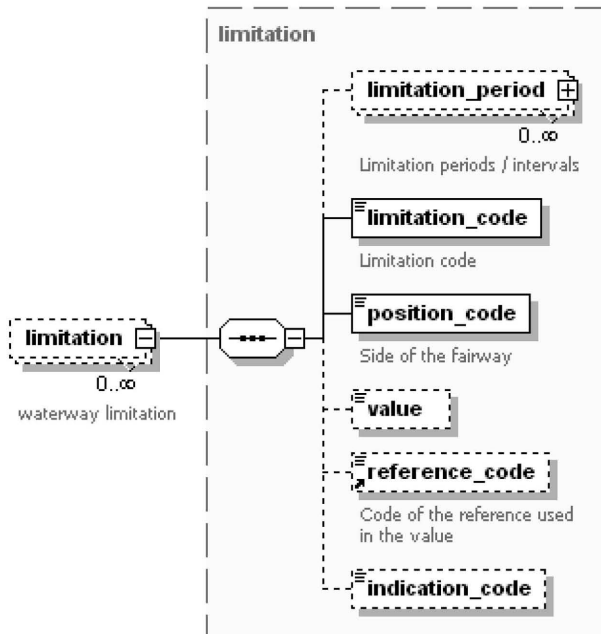 limitation
limitation_period
0..∞
Limitation periods / intervals
limitation_code
Limitation code
position_code
Side of the fairway
limitation
0..∞
waterway limitation
value
reference_code
Code of the reference used
in the value
indication_code